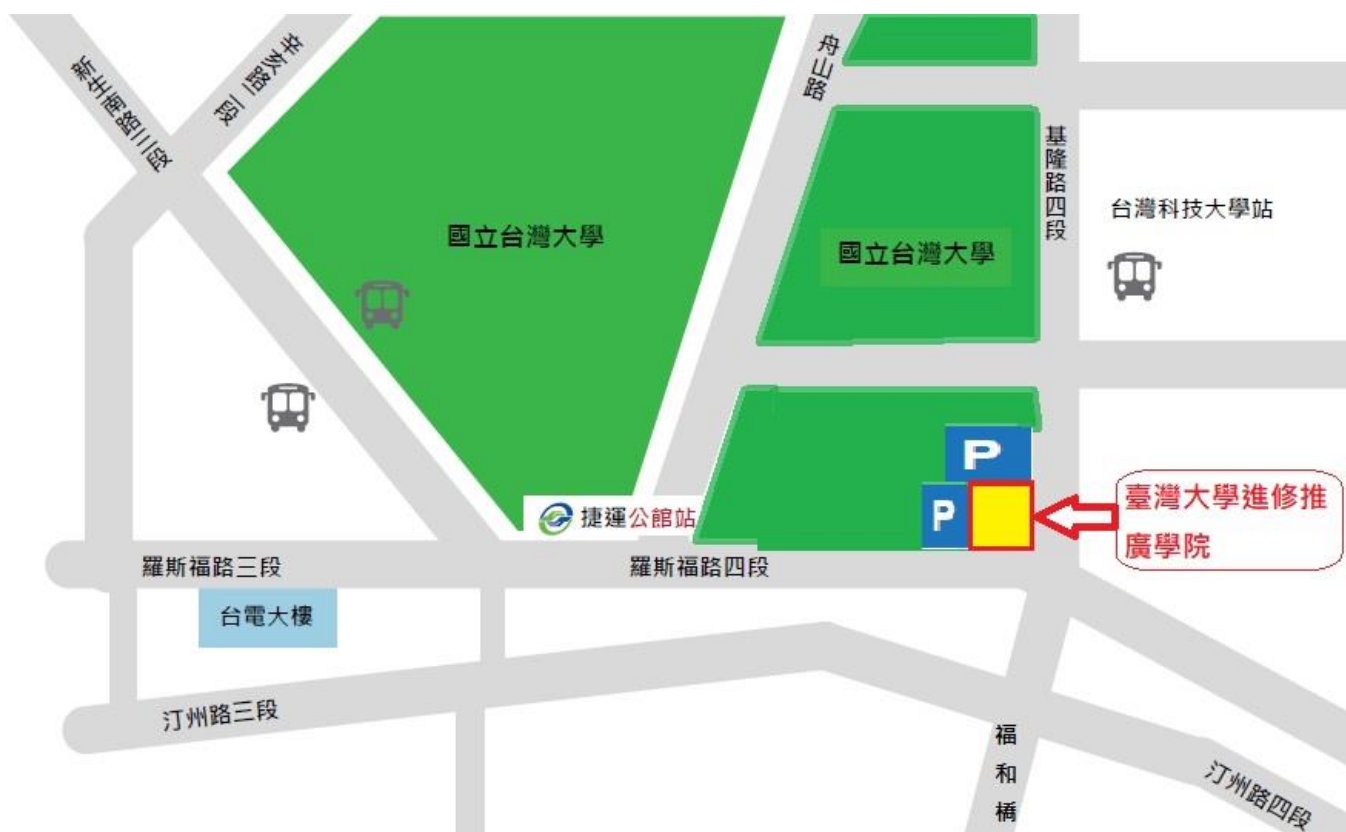 新生南路三段
辛亥路二段
舟山路
基隆路四段
國立台灣大學
國立台灣大學
台灣科技大學站
P
P
捷運公館站
臺灣大學進修推
廣學院
羅斯福路三段
羅斯福路四段
台電大樓
汀州路三段
福和橋
汀州路四段